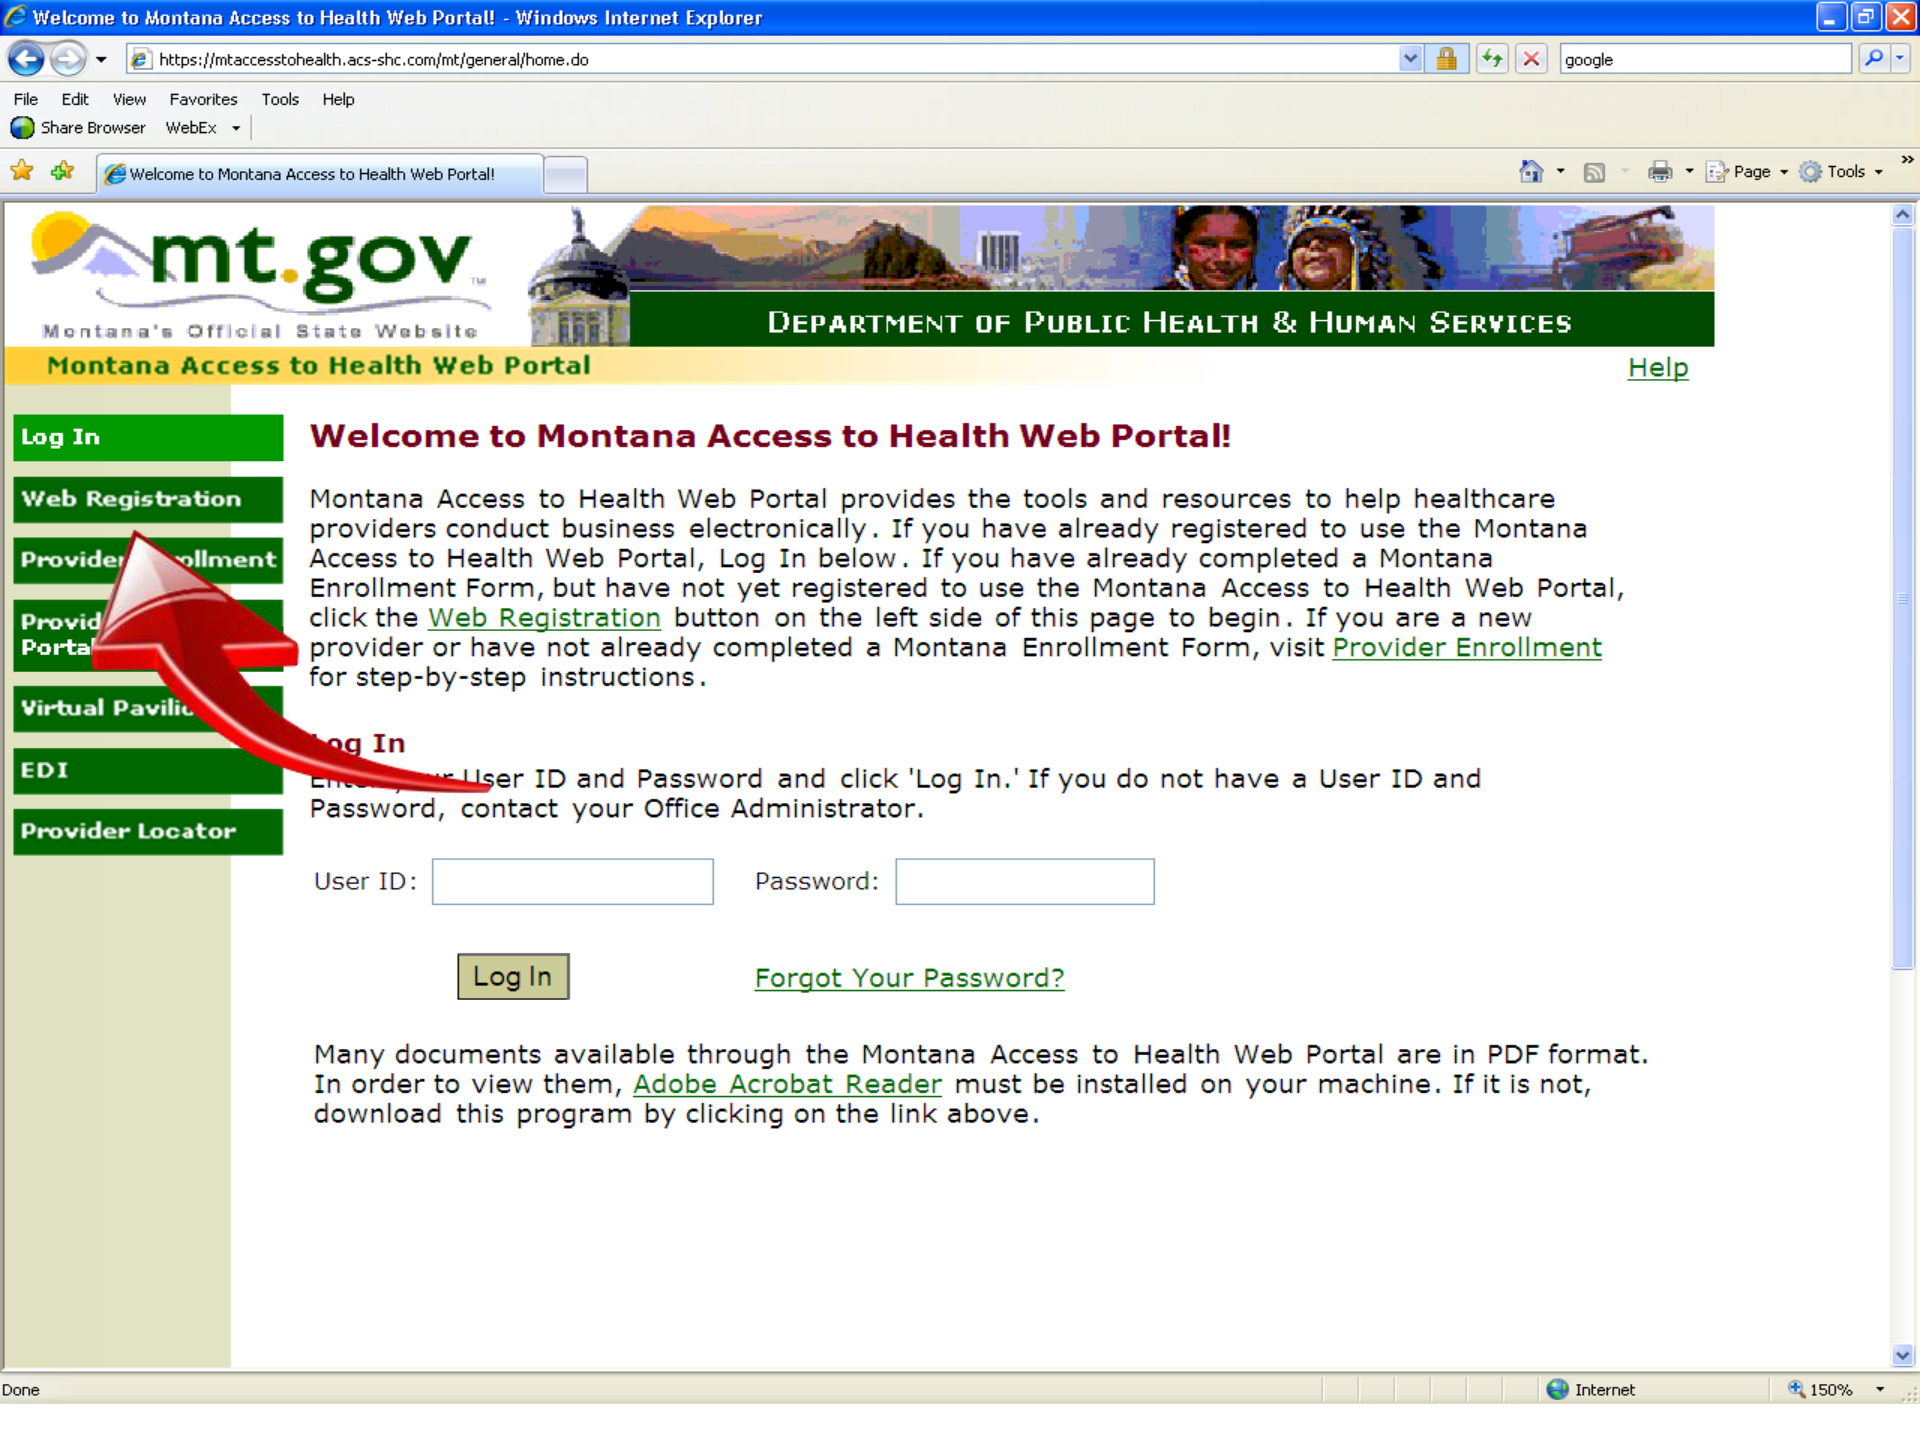 Welcome to Montana Access to Health Web Portal! - Windows Internet Explorer
https://mtaccesstohealth.acs-shc.com/mt/general/home.do
google
File Edit View Favorites Tools Help
Share Browser WebEx
Welcome to Montana Access to Health Web Portal!
Page Tools
mt.gov
TM
Montana's Official State Website
DEPARTMENT OF PUBLIC HEALTH & HUMAN SERVICES
Montana Access to Health Web Portal
Help
Log In
Web Registration
Provider
Portal
Virtual
EDI
Provider Locator
Welcome to Montana Access to Health Web Portal!
Montana Access to Health Web Portal provides the tools and resources to help healthcare
providers conduct business electronically. If you have already registered to use the Montana
Access to Health Web Portal, Log In below. If you have already completed a Montana
Enrollment Form, but have not yet registered to use the Montana Access to Health Web Portal,
click the Web Registration button on the left side of this page to begin. If you are a new
provider or have not already completed a Montana Enrollment Form, visit Provider Enrollment
for step-by-step instructions.
Log In
User ID and Password and click 'Log In.' If you do not have a User ID and
Password, contact your Office Administrator.
User ID: Password:
Log In Forgot Your Password?
Many documents available through the Montana Access to Health Web Portal are in PDF format.
In order to view them, Adobe Acrobat Reader must be installed on your machine. If it is not,
download this program by clicking on the link above.
Done
Internet
150%